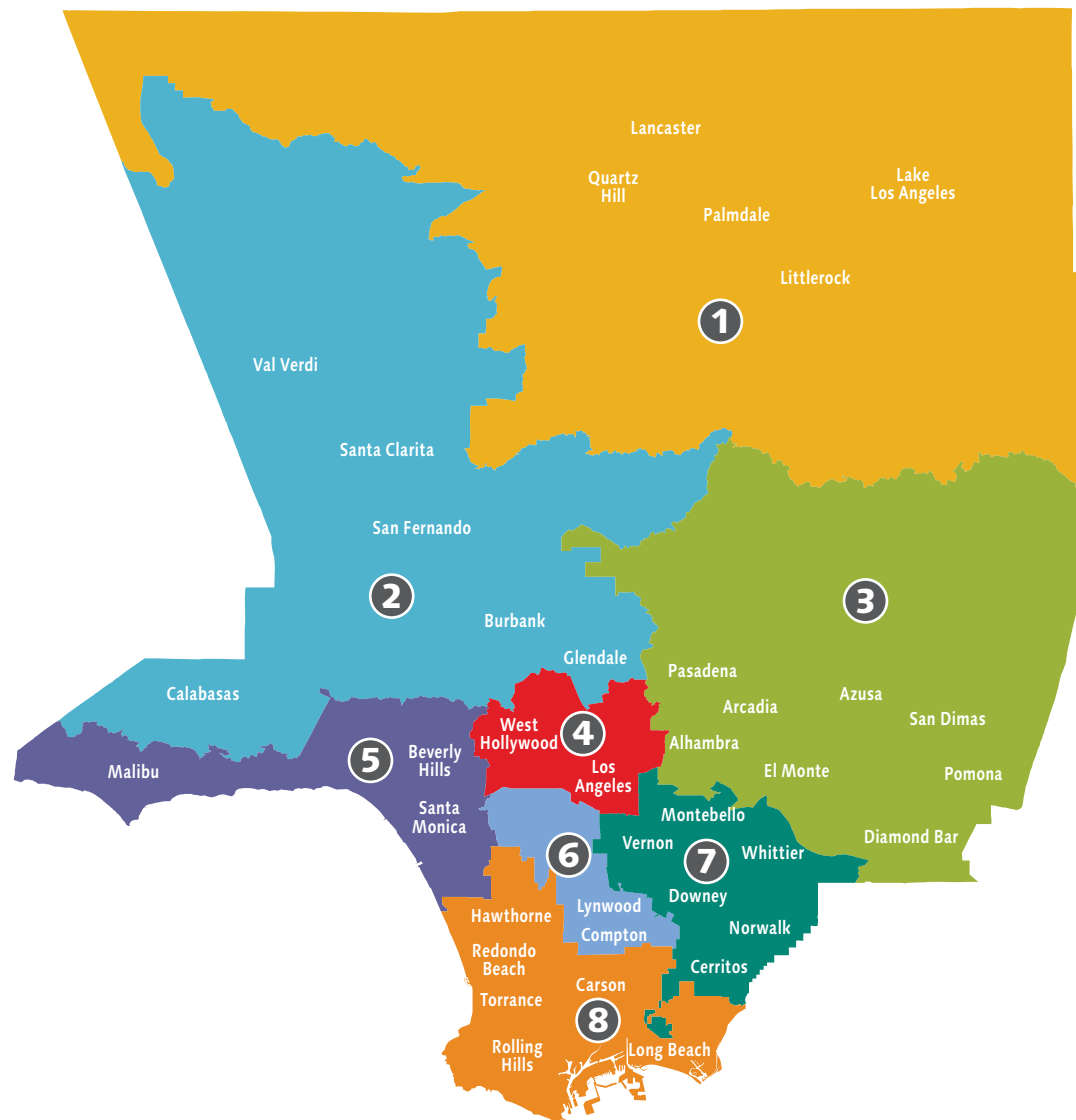 Lancaster
Quartz
Hill
Lake
Los Angeles
Palmdale
Littlerock
1
Val Verdi
Santa Clarita
San Fernando
2
Burbank
Glendale
Calabasas
3
Pasadena
Azusa
Arcadia
San Dimas
Alhambra
El Monte
Pomona
Diamond Bar
West
Hollywood
4
Los
Angeles
5
Beverly
Hills
Malibu
Santa
Monica
6
Lynwood
Compton
Montebello
Vernon
7
Whittier
Downey
Norwalk
Cerritos
Hawthorne
Redondo
Beach
Carson
Torrance
8
Rolling
Hills
Long Beach